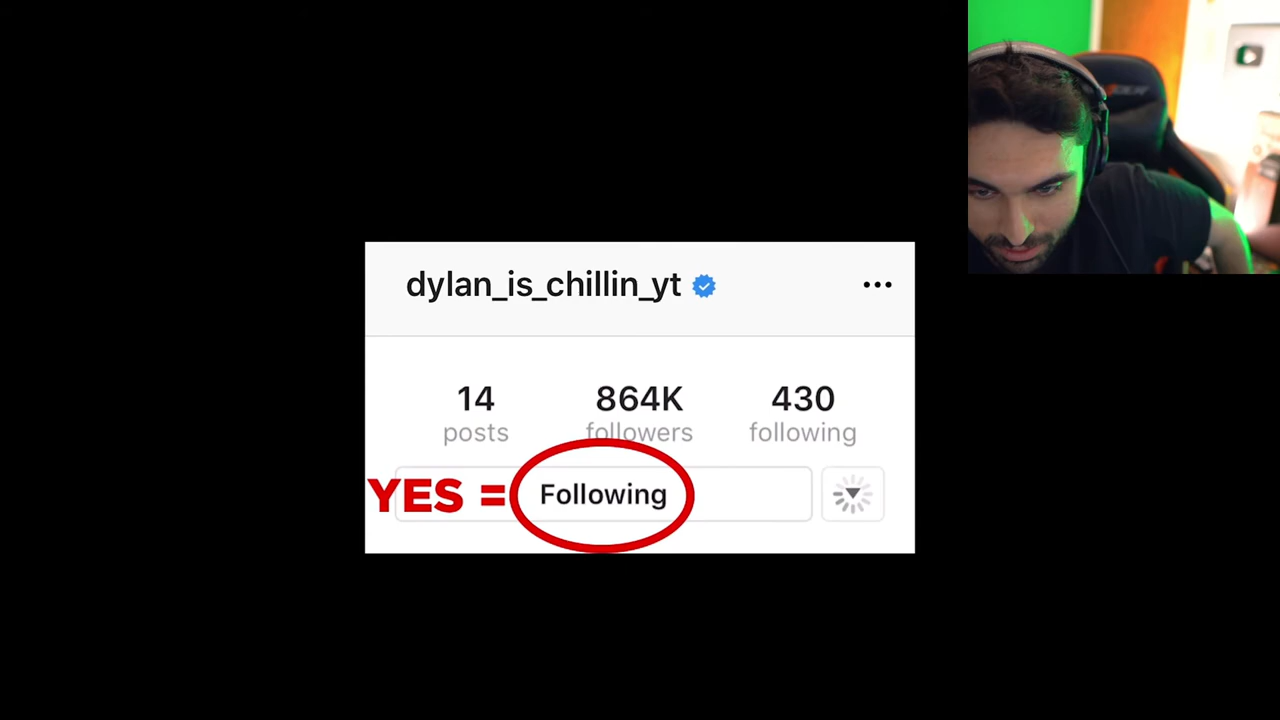 dylan_is_chillin_yt
14 864K 430
posts followers following
YES = Following